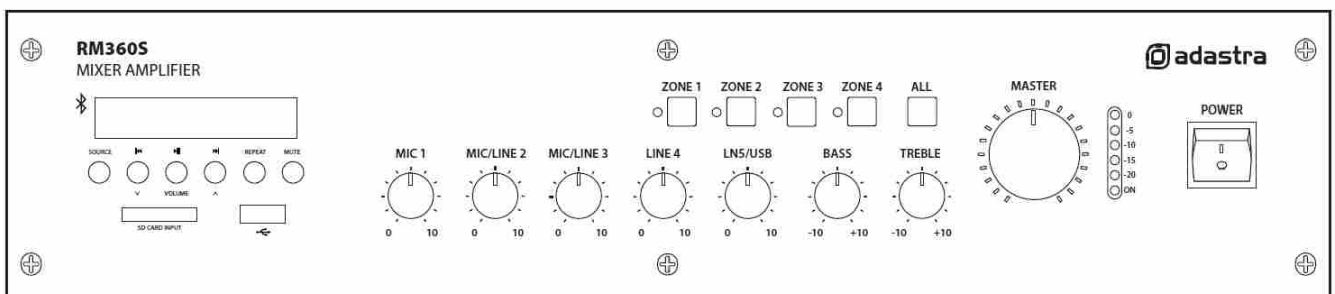 RM360S
MIXER AMPLIFIER
adastra
ZONE 1 ZONE 2 ZONE 3 ZONE 4 ALL
MASTER
0
-5
-10
-15
-20
ON
POWER
SOURCE REPEAT MUTE
VOLUME
SD CARD INPUT
MIC 1 MIC/LINE 2 MIC/LINE 3 LINE 4 LN5/USB BASS TREBLE
0 10 0 10 0 10 0 10 0 10 -10 +10 -10 +10